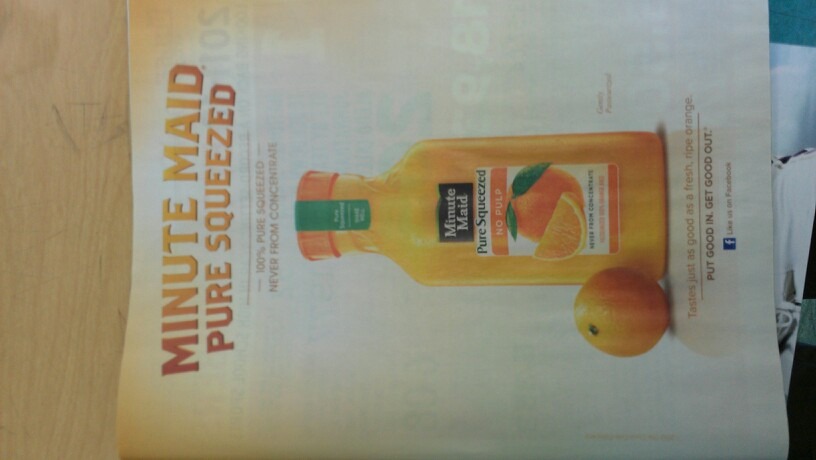 MINUTE MAID®
PURE SQUEEZED
100% PURE SQUEEZED
NEVER FROM CONCENTRATE
Minute
Maid
Pure Squeezed
NO PULP
NEVER FROM CONCENTRATE
Tastes just as good as a fresh, ripe orange.
PUT GOOD IN. GET GOOD OUT.™
f Like us on Facebook